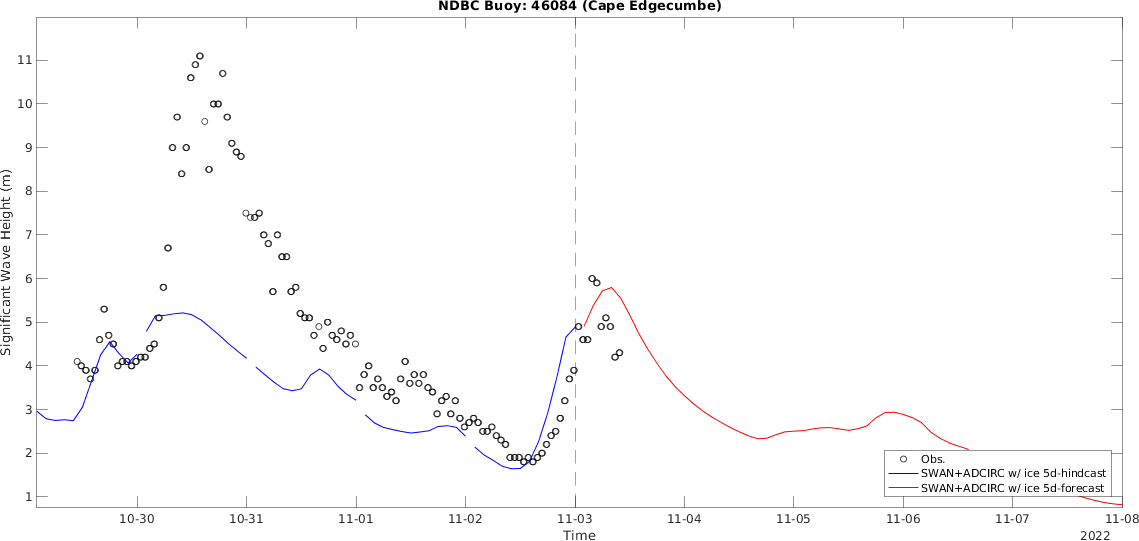 NDBC Buoy: 46084 (Cape Edgecumbe)
Significant Wave Height (m)
11
10
9
8
7
6
5
4
3
2
1
Obs.
SWAN+ADCIRC w/ ice 5d-hindcast
SWAN+ADCIRC w/ ice 5d-forecast
10-30 10-31 11-01 11-02 11-03 11-04 11-05 11-06 11-07 11-08
Time
2022